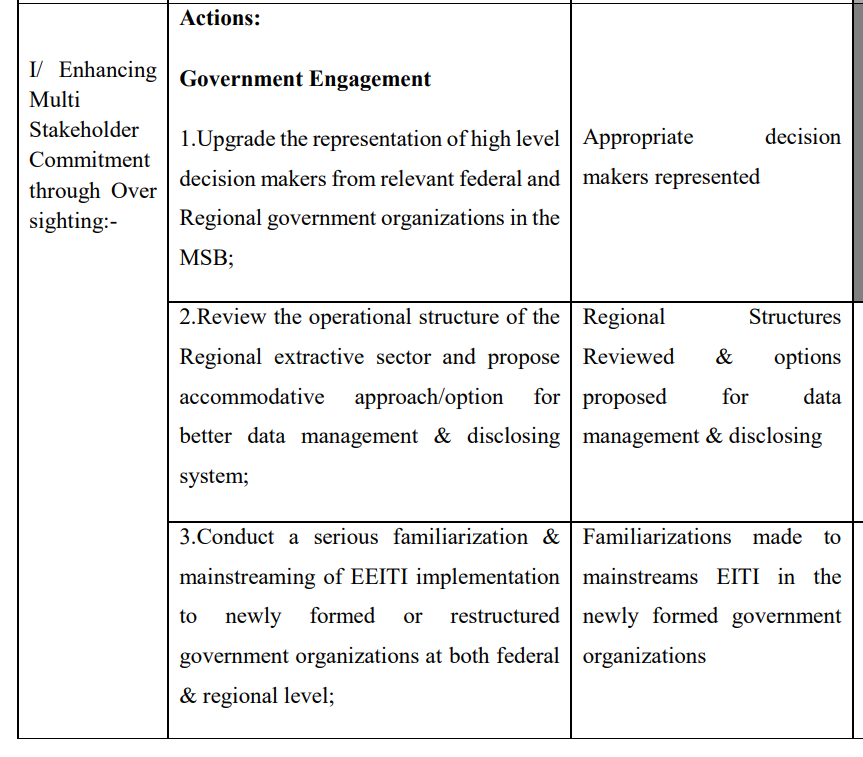 I/ Enhancing
Multi
Stakeholder
Commitment
through Over
sighting:-
Actions:
Government Engagement
1.Upgrade the representation of high level
decision makers from relevant federal and
Regional government organizations in the
MSB;
Appropriate decision
makers represented
2.Review the operational structure of the
Regional extractive sector and propose
accommodative approach/option for
better data management & disclosing
system;
Regional Structures
Reviewed & options
proposed for data
management & disclosing
3.Conduct a serious familiarization &
mainstreaming of EEITI implementation
to newly formed or restructured
government organizations at both federal
& regional level;
Familiarizations made to
mainstreams EITI in the
newly formed government
organizations